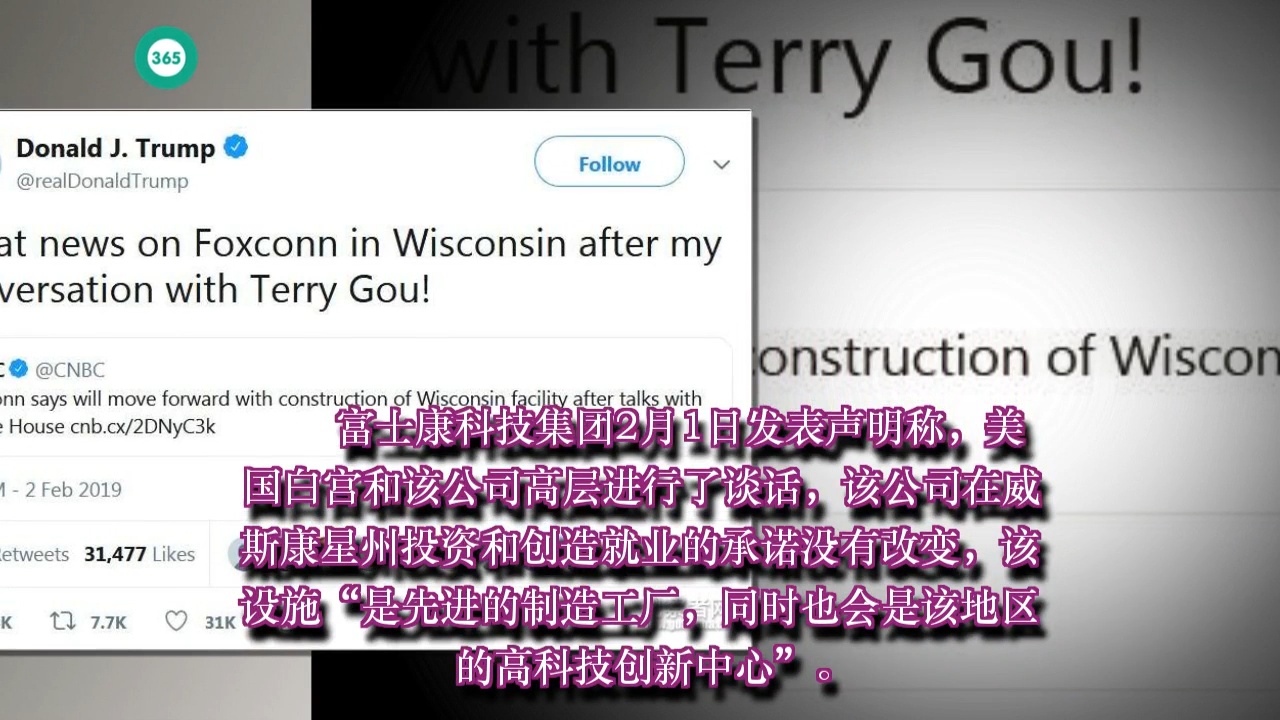 365
with Terry Gou!
Donald J. Trump
@realDonaldTrump
Follow
at news on Foxconn in Wisconsin after my
versation with Terry Gou!
C @CNBC
onn says will move forward with construction of Wisconsin facility after talks with
e House cnb.cx/2DNyC3k
onstruction of Wiscon
M - 2 Feb 2019
etweets 31,477 Likes
K 7.7K 31K
富士康科技集团2月1日发表声明称，美
国白宫和该公司高层进行了谈话，该公司在威
斯康星州投资和创造就业的承诺没有改变，该
设施“是先进的制造工厂，同时也会是该地区
的高科技创新中心”。